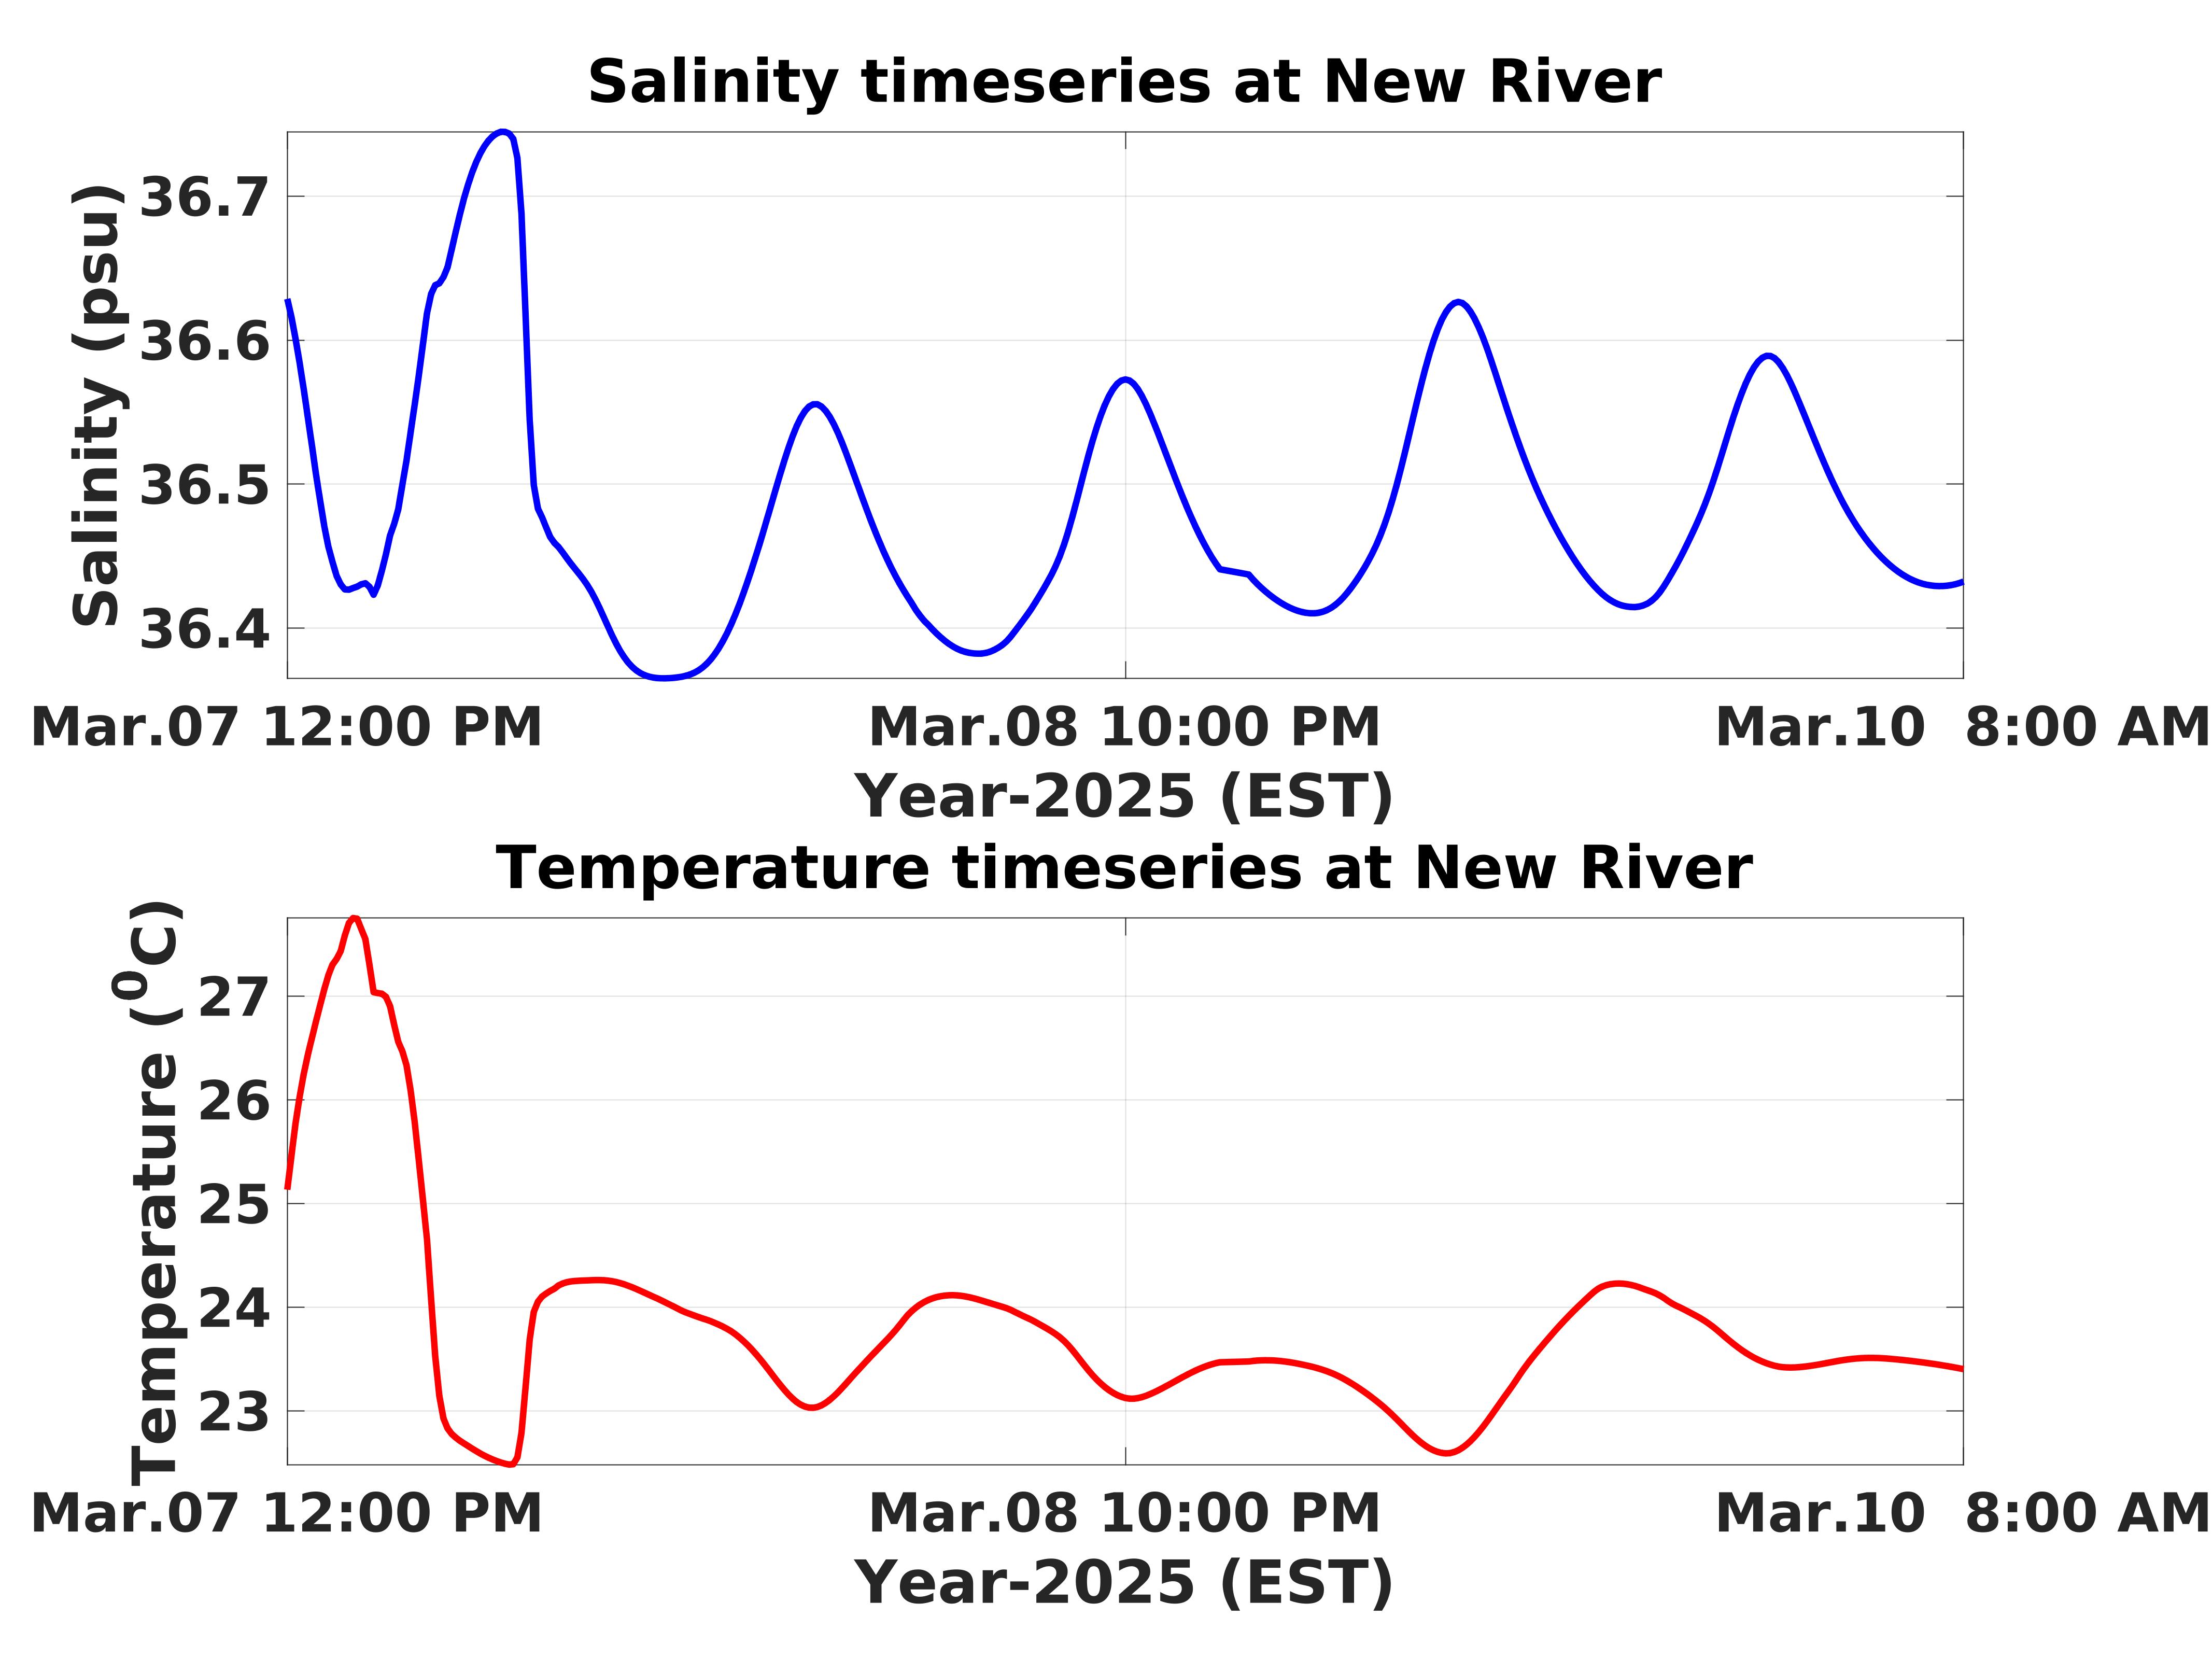 Salinity timeseries at New River
Salinity (psu)
36.7
36.6
36.5
36.4
Mar.07 12:00 PM Mar.08 10:00 PM Mar.10  8:00 AM
Year-2025 (EST)
Temperature timeseries at New River
Temperature (⁰C)
27
26
25
24
23
Mar.07 12:00 PM Mar.08 10:00 PM Mar.10  8:00 AM
Year-2025 (EST)